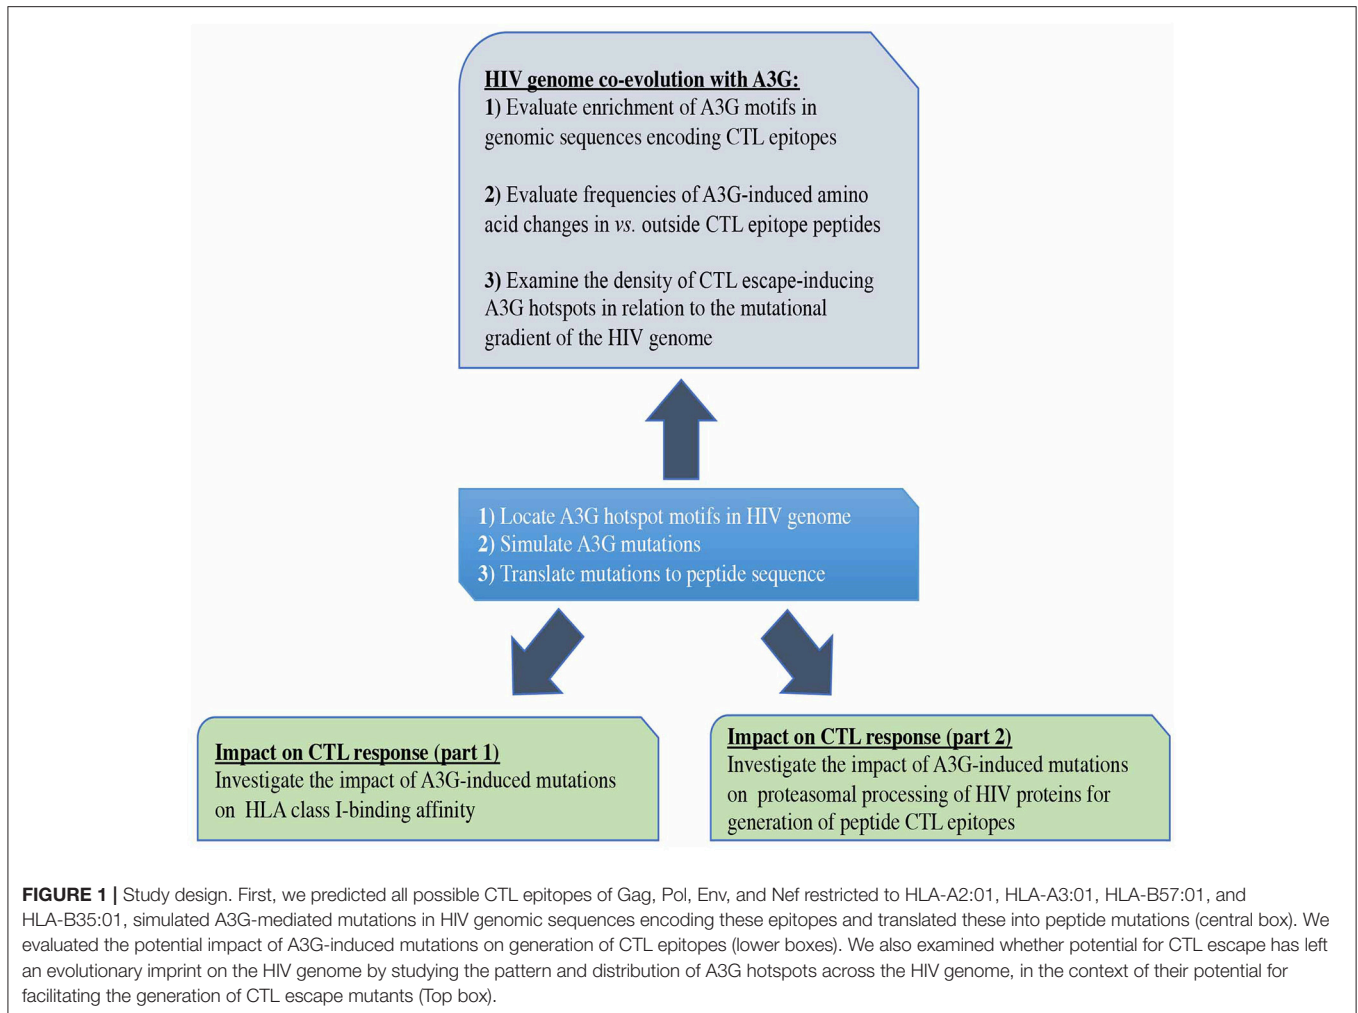 HIV genome co-evolution with A3G:
1) Evaluate enrichment of A3G motifs in
genomic sequences encoding CTL epitopes
2) Evaluate frequencies of A3G-induced amino
acid changes in vs. outside CTL epitope peptides
3) Examine the density of CTL escape-inducing
A3G hotspots in relation to the mutational
gradient of the HIV genome
1) Locate A3G hotspot motifs in HIV genome
2) Simulate A3G mutations
3) Translate mutations to peptide sequence
Impact on CTL response (part 1)
Investigate the impact of A3G-induced mutations
on HLA class I-binding affinity
Impact on CTL response (part 2)
Investigate the impact of A3G-induced mutations
on proteasomal processing of HIV proteins for
generation of peptide CTL epitopes
FIGURE 1 | Study design. First, we predicted all possible CTL epitopes of Gag, Pol, Env, and Nef restricted to HLA-A2:01, HLA-A3:01, HLA-B57:01, and
HLA-B35:01, simulated A3G-mediated mutations in HIV genomic sequences encoding these epitopes and translated these into peptide mutations (central box). We
evaluated the potential impact of A3G-induced mutations on generation of CTL epitopes (lower boxes). We also examined whether potential for CTL escape has left
an evolutionary imprint on the HIV genome by studying the pattern and distribution of A3G hotspots across the HIV genome, in the context of their potential for
facilitating the generation of CTL escape mutants (Top box).